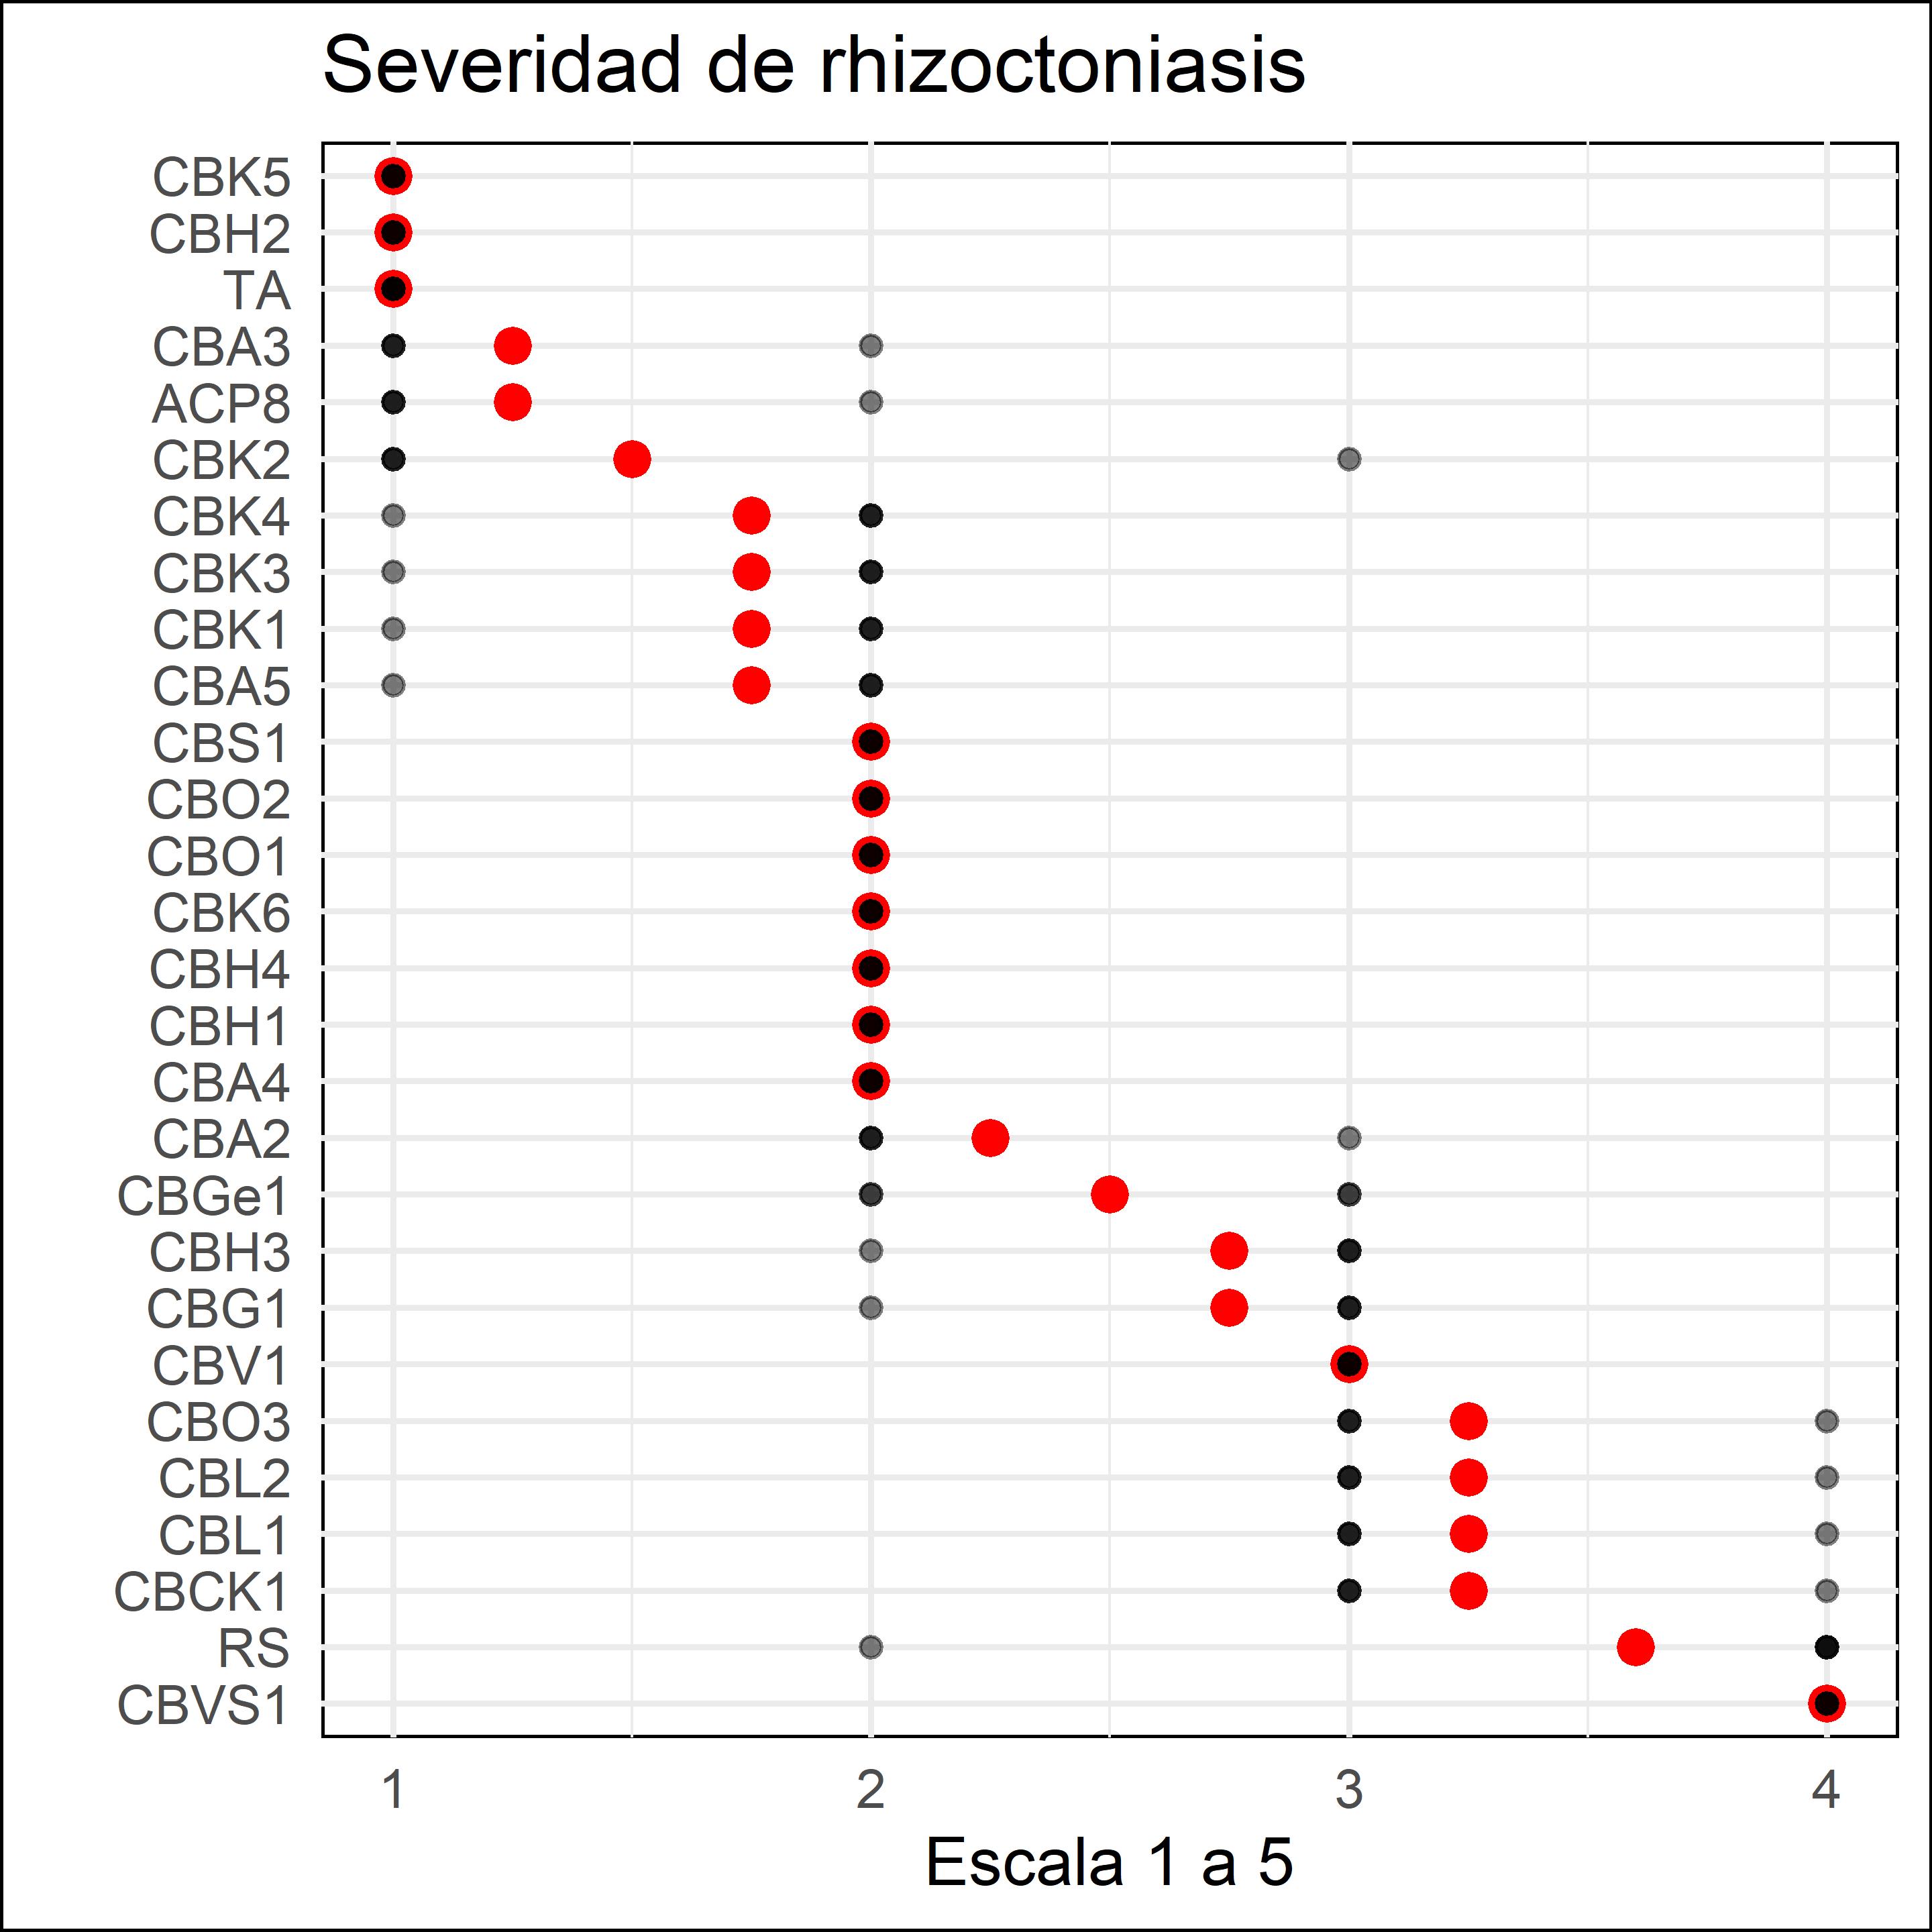 Severidad de rhizoctoniasis
CBK5
CBH2
TA
CBA3
ACP8
CBK2
CBK4
CBK3
CBK1
CBA5
CBS1
CBO2
CBO1
CBK6
CBH4
CBH1
CBA4
CBA2
CBGe1
CBH3
CBG1
CBV1
CBO3
CBL2
CBL1
CBCK1
RS
CBVS1
1 2 3 4
Escala 1 a 5